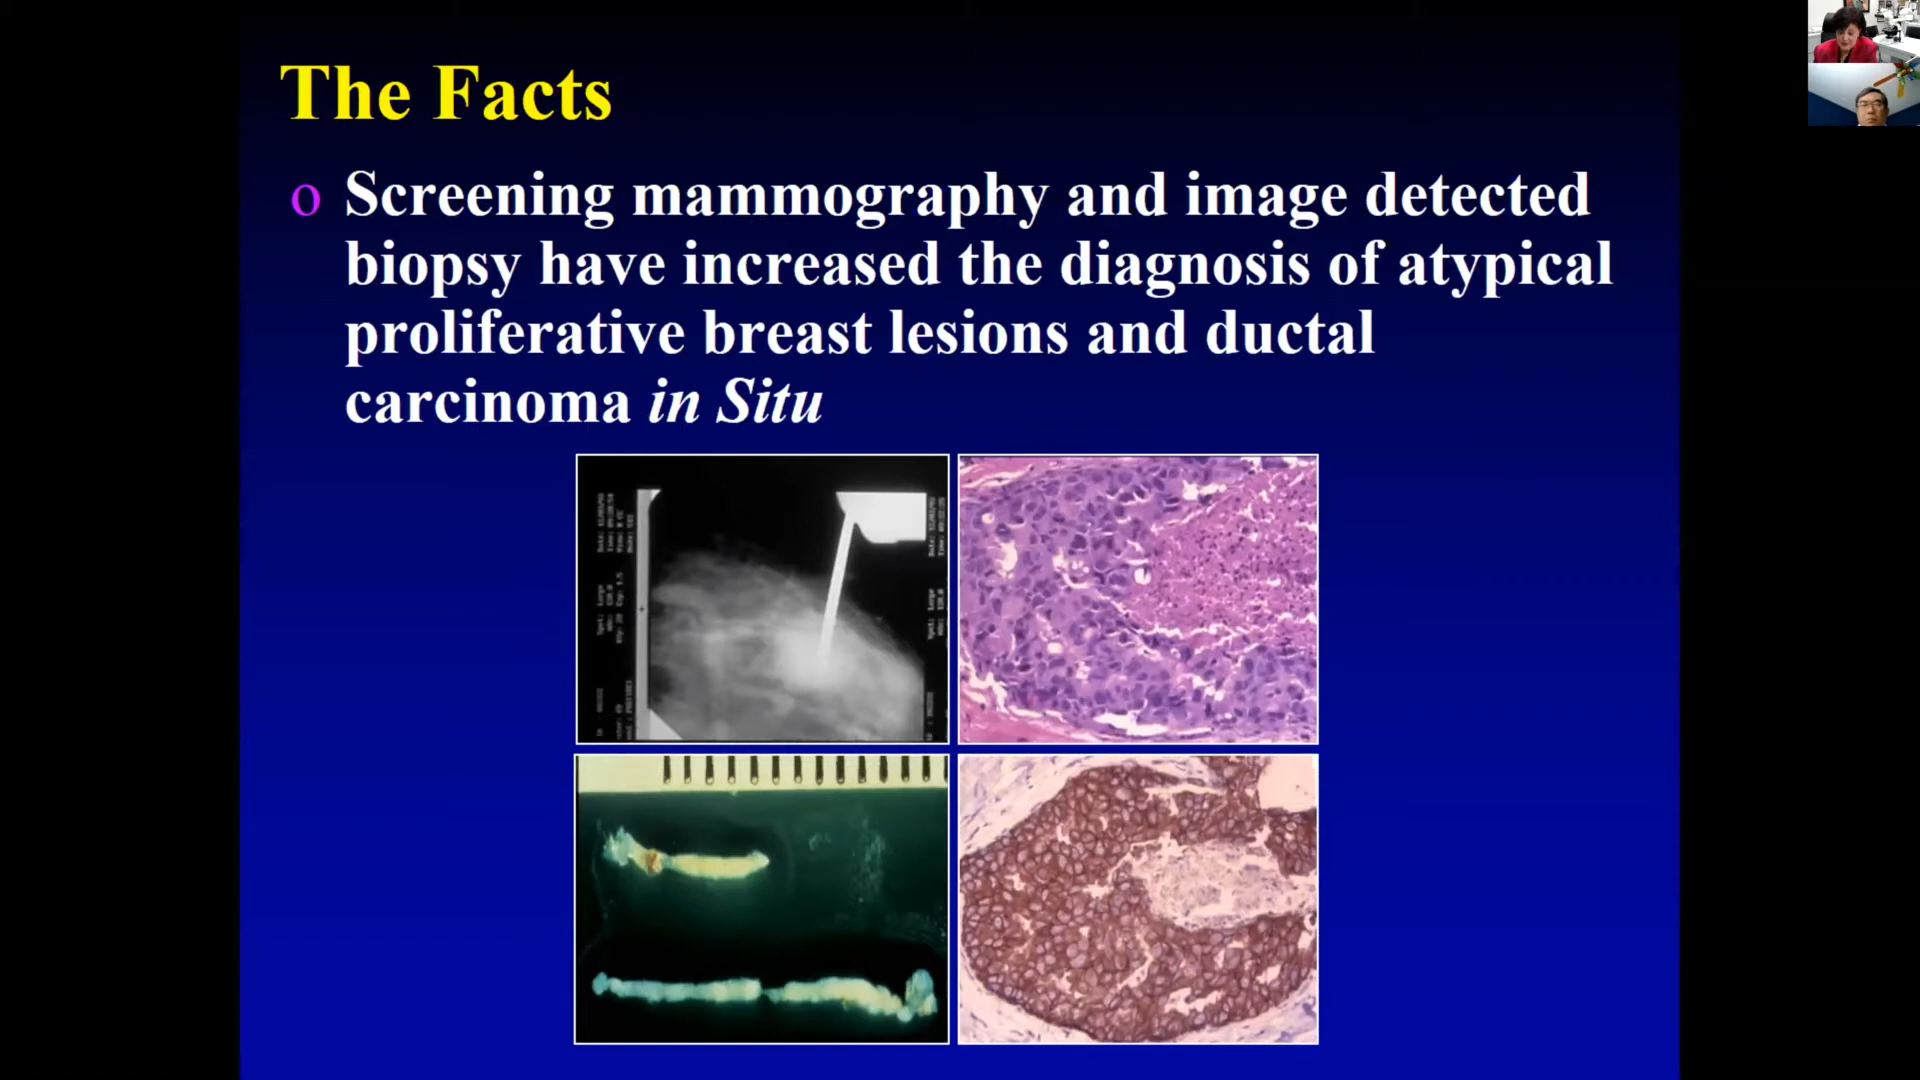 The Facts
o Screening mammography and image detected
biopsy have increased the diagnosis of atypical
proliferative breast lesions and ductal
carcinoma in Situ